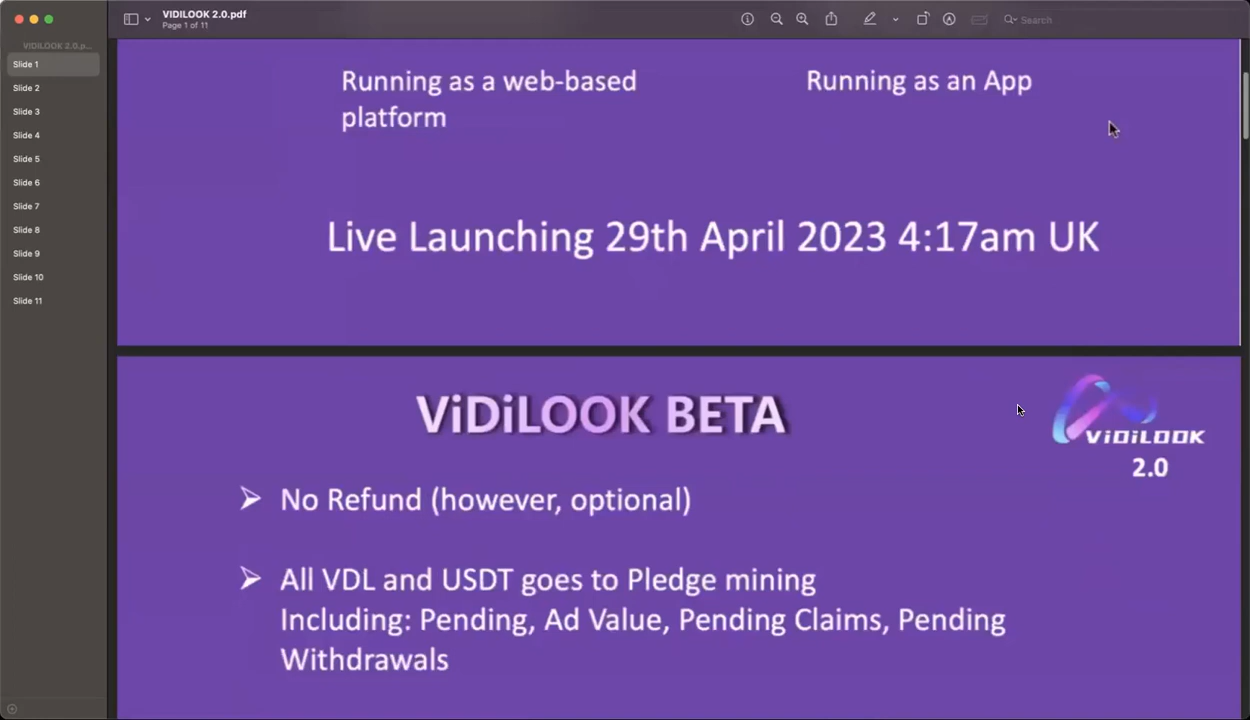 VIDILOOK 2.0.pdf
Page 1 of 11
Search
VIDILOOK 2.0.p...
Slide 1
Slide 2
Slide 3
Slide 4
Slide 5
Slide 6
Slide 7
Slide 8
Slide 9
Slide 10
Slide 11
Running as a web-based
platform
Running as an App
Live Launching 29th April 2023 4:17am UK
ViDiLOOK BETA
ViDiLOOK
2.0
➢ No Refund (however, optional)
➢ All VDL and USDT goes to Pledge mining
Including: Pending, Ad Value, Pending Claims, Pending
Withdrawals